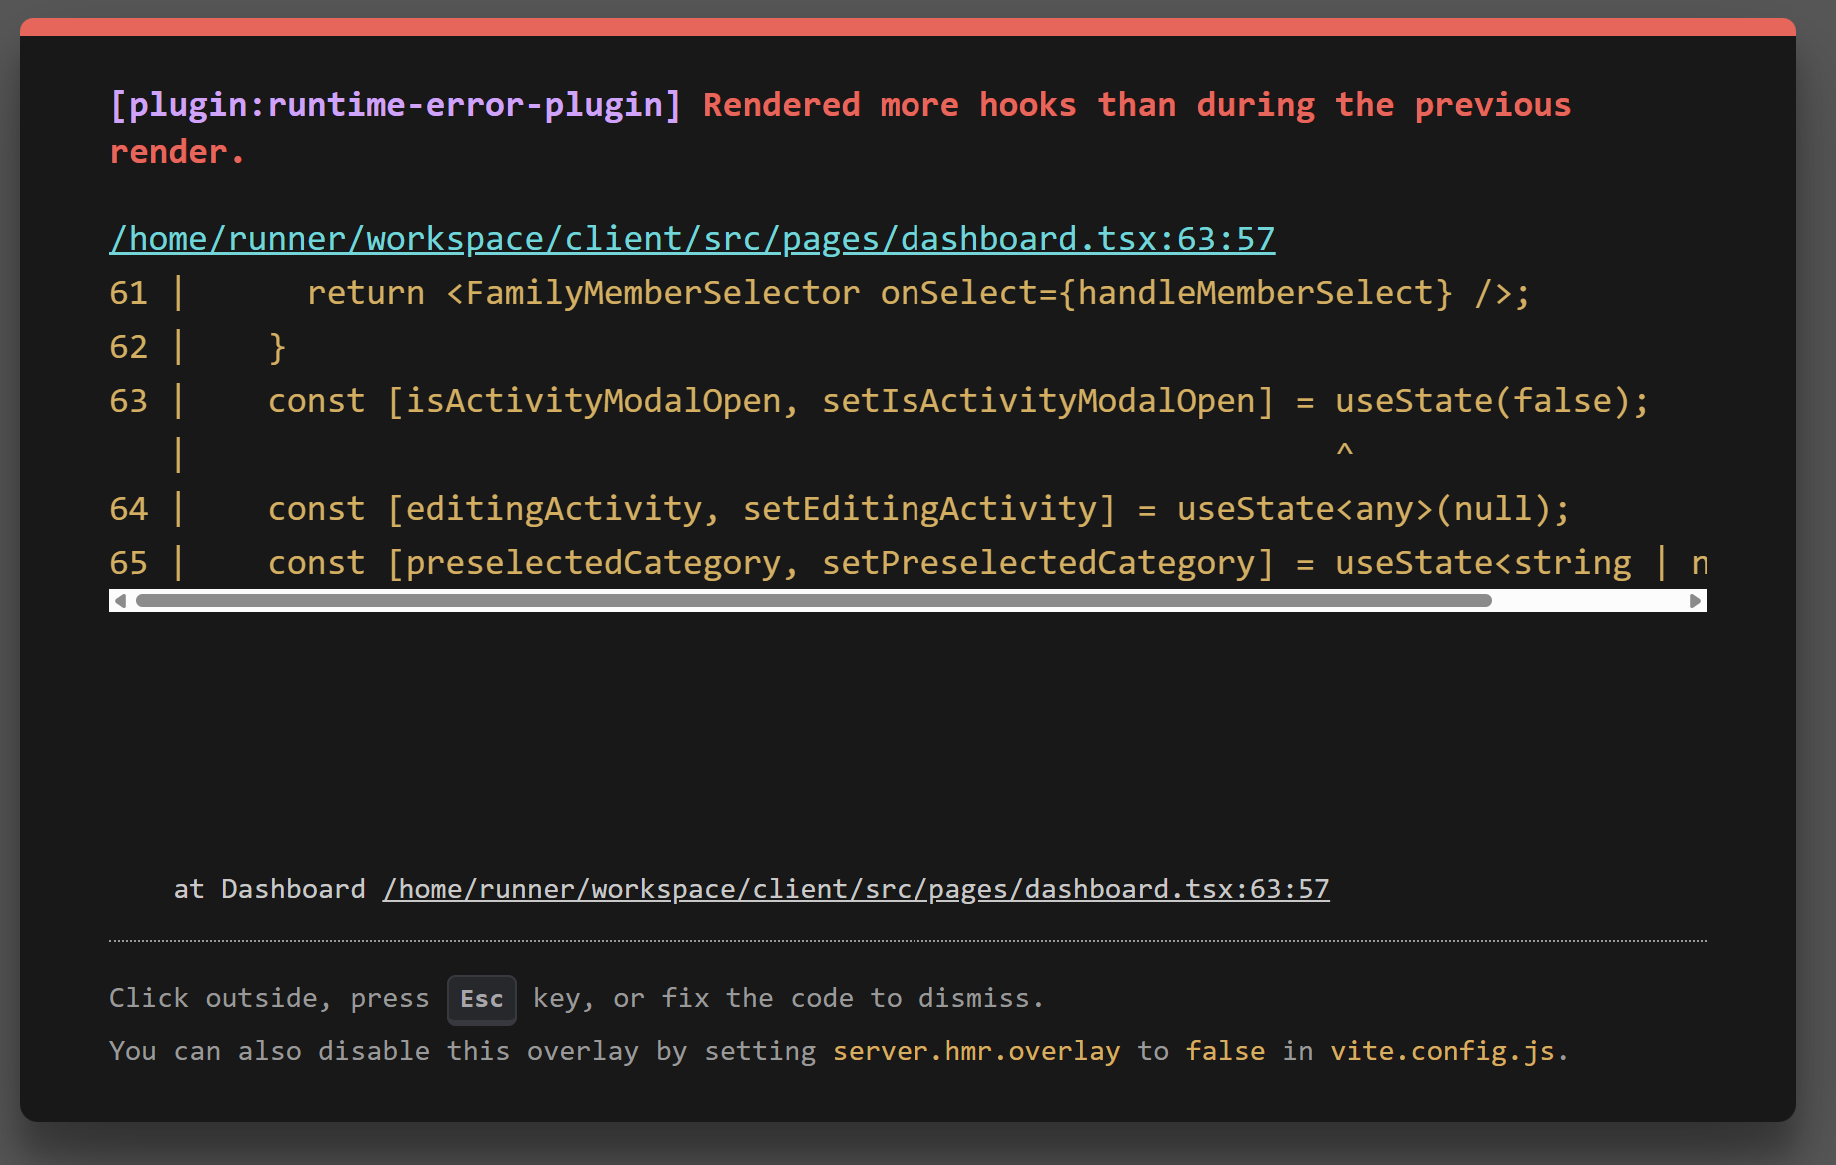 [plugin:runtime-error-plugin] Rendered more hooks than during the previous
render.
/home/runner/workspace/client/src/pages/dashboard.tsx:63:57
61 |      return <FamilyMemberSelector onSelect={handleMemberSelect} />;
62 |    }
63 |    const [isActivityModalOpen, setIsActivityModalOpen] = useState(false);
   |                                                          ^
64 |    const [editingActivity, setEditingActivity] = useState<any>(null);
65 |    const [preselectedCategory, setPreselectedCategory] = useState<string | n
at Dashboard /home/runner/workspace/client/src/pages/dashboard.tsx:63:57
Click outside, press Esc key, or fix the code to dismiss.
You can also disable this overlay by setting server.hmr.overlay to false in vite.config.js.